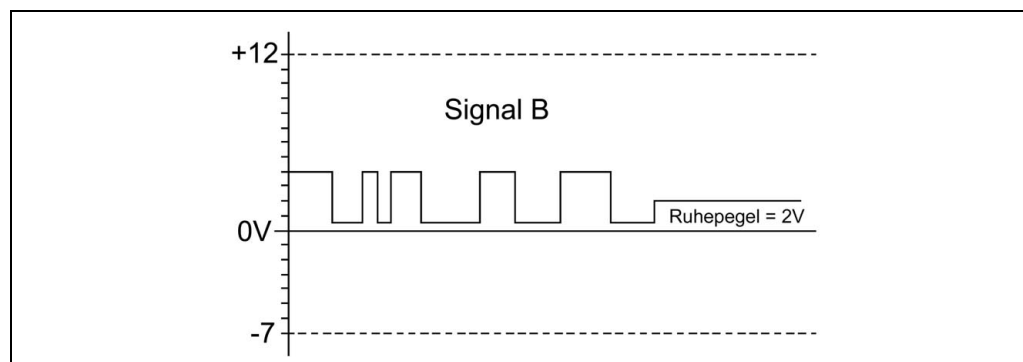 +12
Signal B
Ruhepegel = 2V
0V
-7